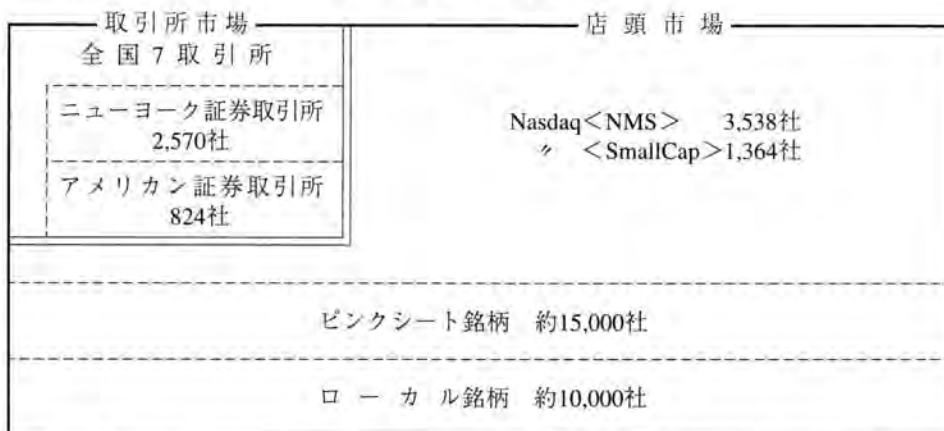 取引所市場
全国7取引所
ニューヨーク証券取引所
2,570社
アメリカン証券取引所
824社
店頭市場
Nasdaq<NMS> 3,538社
〃 <SmallCap>1,364社
ピンクシート銘柄 約15,000社
ローカル銘柄 約10,000社